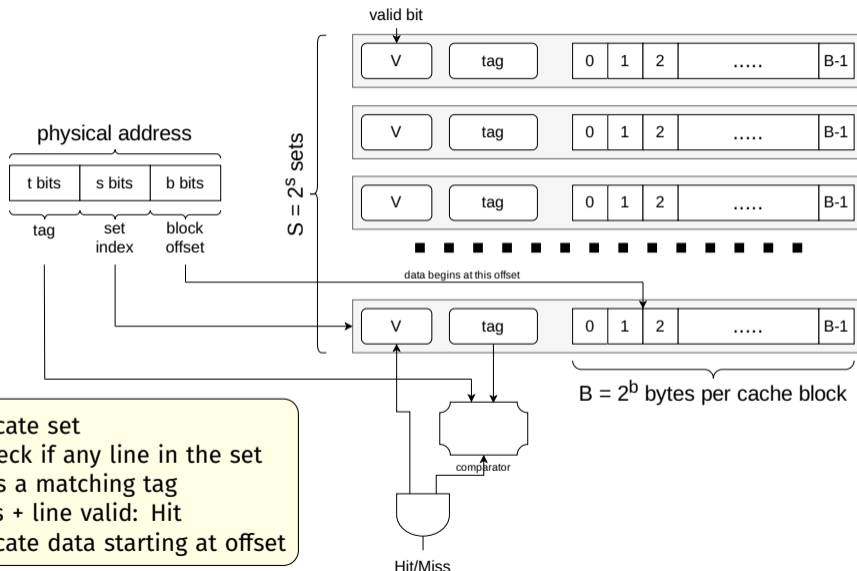 valid bit
V tag 0 1 2 ..... B-1
physical address
V tag 0 1 2 ..... B-1
t bits s bits b bits
V tag 0 1 2 ..... B-1
S = 2^s sets
tag set index block offset
data begins at this offset
V tag 0 1 2 ..... B-1
B = 2^b bytes per cache block
comparator
Hit/Miss
cate set
eck if any line in the set
s a matching tag
s + line valid: Hit
cate data starting at offset